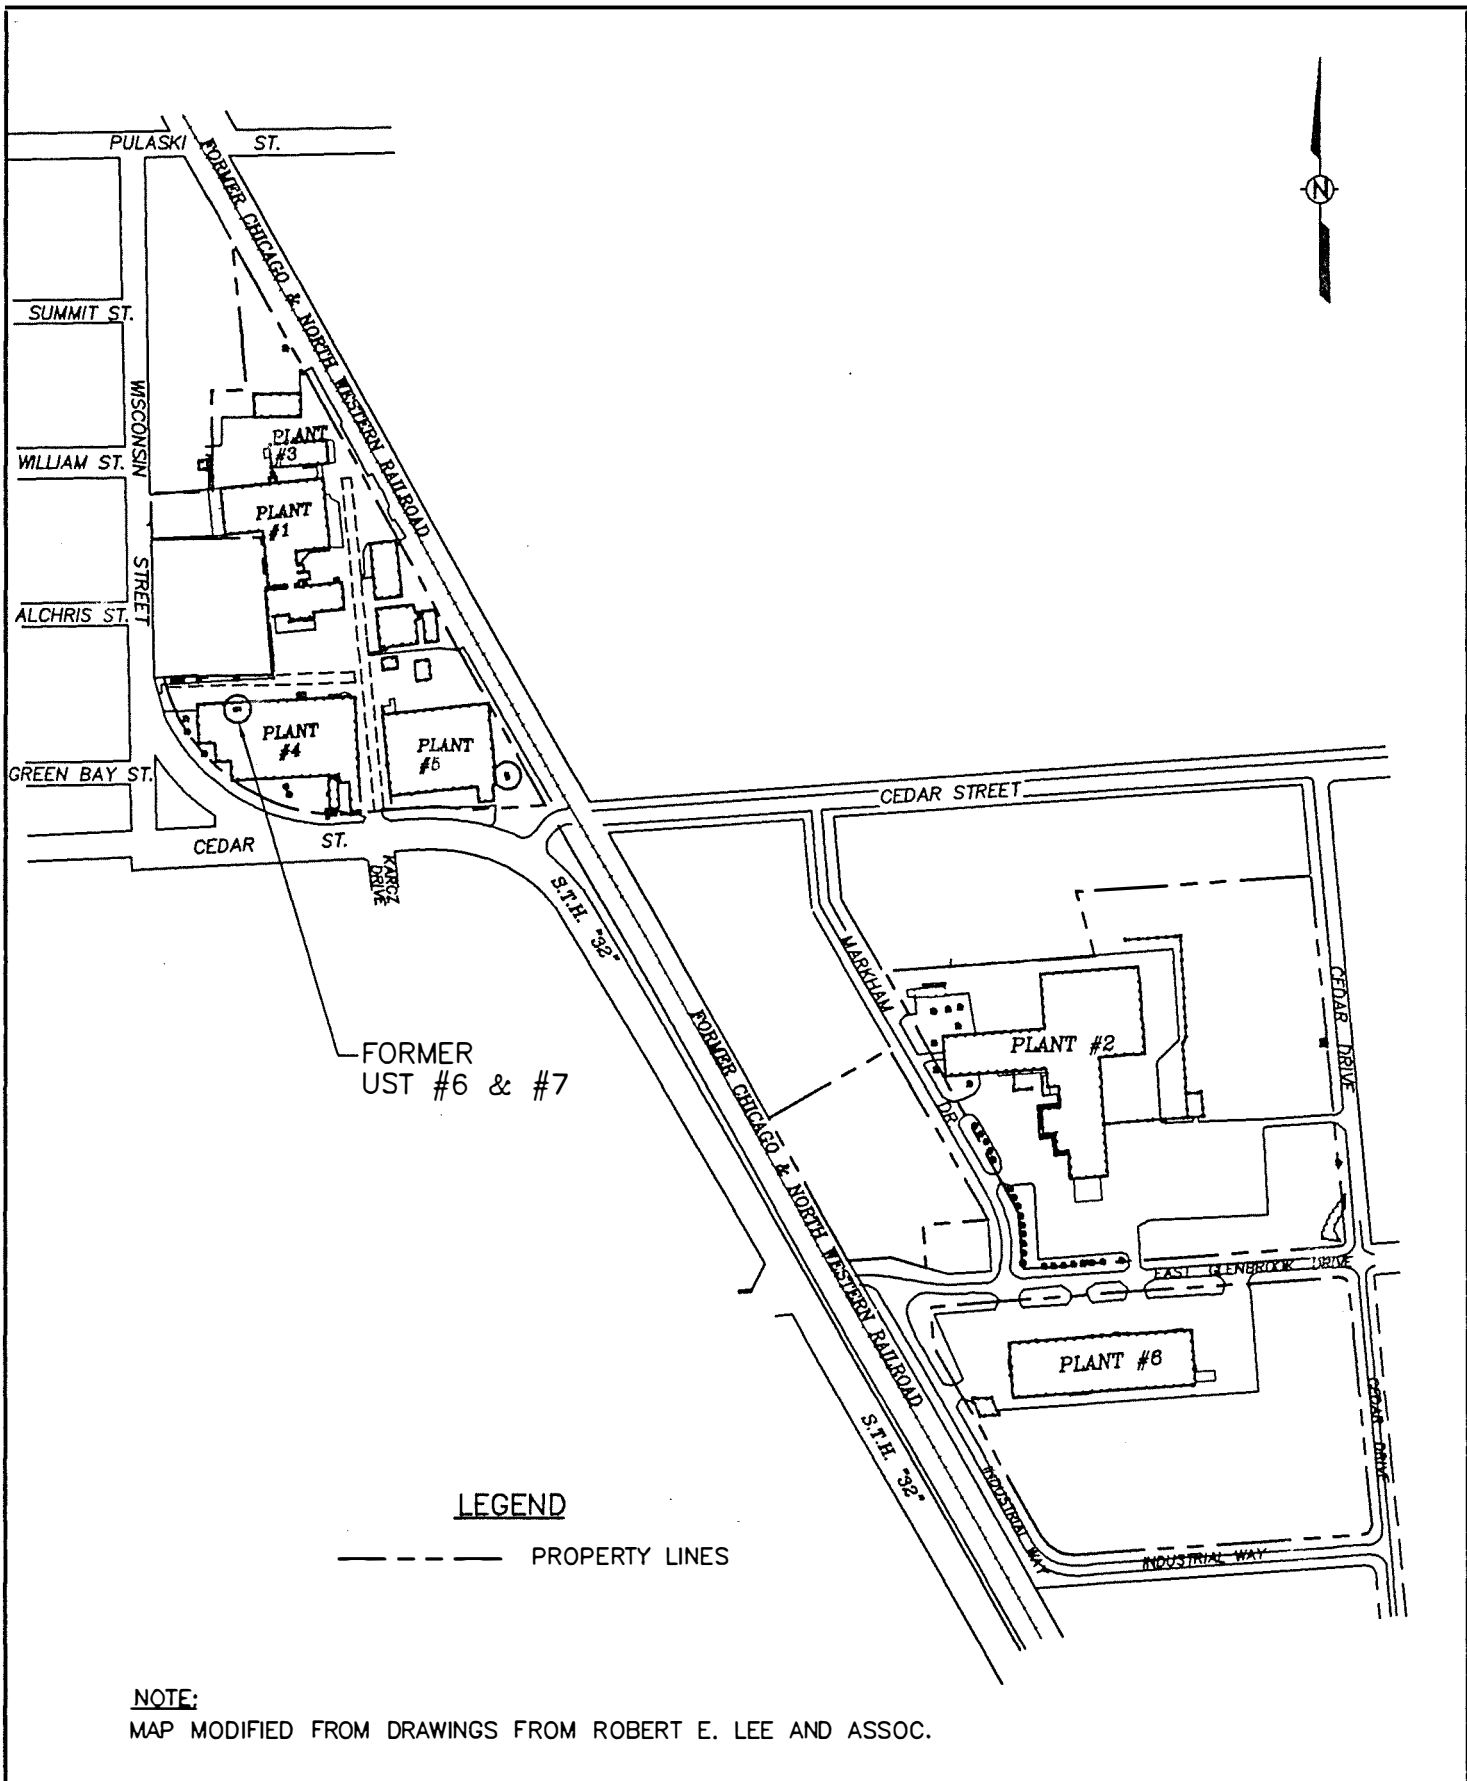 PULASKI ST.
N
FORMER CHICAGO & NORTH WESTERN RAILROAD
SUMMIT ST.
WISCONSIN STREET
WILLIAM ST.
PLANT
#3
PLANT
#1
ALCHRIS ST.
PLANT
#4
PLANT
#5
GREEN BAY ST.
CEDAR STREET
CEDAR ST.
KARCZ
DRIVE
S.T.H. "32"
MARKHAM DR.
CEDAR DRIVE
PLANT #2
FORMER
UST #6 & #7
FORMER CHICAGO & NORTH WESTERN RAILROAD
EAST GLENBROOK DRIVE
PLANT #6
CEDAR DRIVE
S.T.H. "32"
INDUSTRIAL WAY
INDUSTRIAL WAY
LEGEND
PROPERTY LINES
NOTE:
MAP MODIFIED FROM DRAWINGS FROM ROBERT E. LEE AND ASSOC.